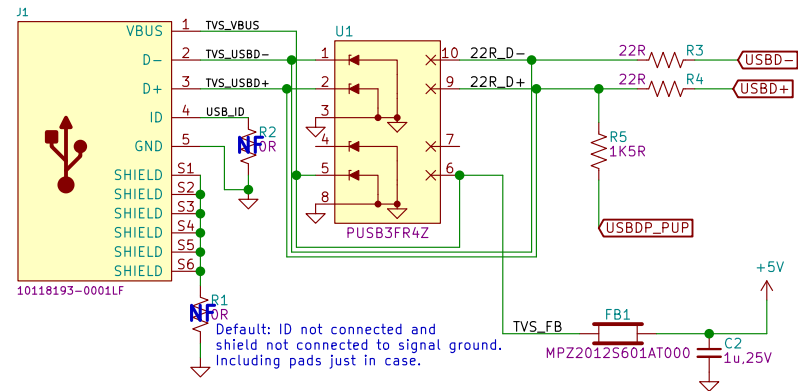 J1
VBUS 1 TVS_VBUS
D- 2 TVS_USBD-
D+ 3 TVS_USBD+
ID 4 USB_ID
GND 5
SHIELD S1
SHIELD S2
SHIELD S3
SHIELD S4
SHIELD S5
SHIELD S6
10118193-0001LF
R2
NF 0R
R1
NF 0R
U1
1 10 22R_D-
2 9 22R_D+
3
4 7
5 6
8
PUSB3FR4Z
22R R3 USBD-
22R R4 USBD+
R5
1K5R
USBDP_PUP
+5V
TVS_FB FB1
MPZ2012S601AT000
C2
1u,25V
Default: ID not connected and
shield not connected to signal ground.
Including pads just in case.